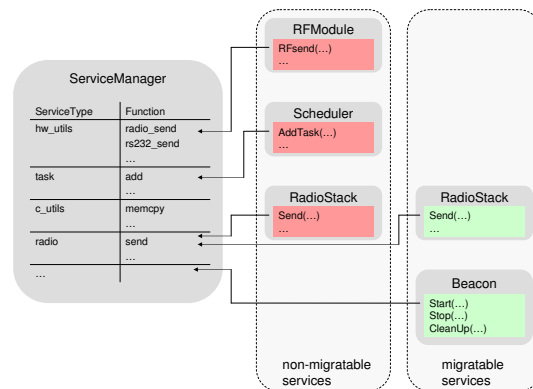 ServiceManager
ServiceType Function
hw_utils radio_send
rs232_send
…
task add
…
c_utils memcpy
…
radio send
…
…
RFModule
RFsend(…)
…
Scheduler
AddTask(…)
…
RadioStack
Send(…)
…
non-migratable
services
RadioStack
Send(…)
…
Beacon
Start(…)
Stop(…)
CleanUp(…)
migratable
services